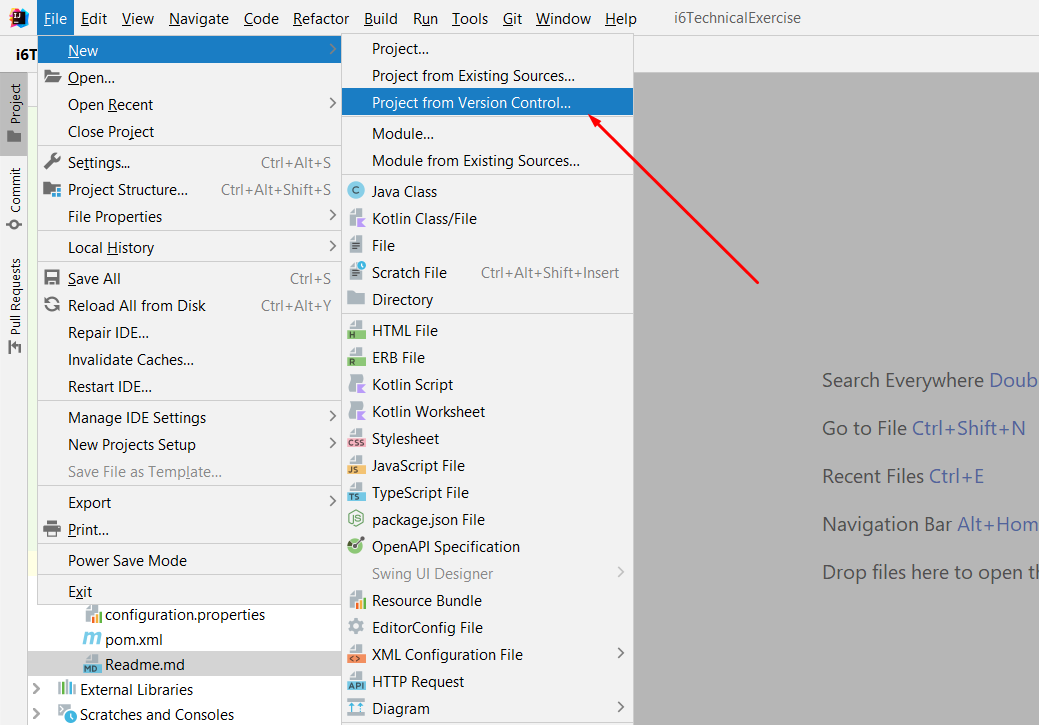 File Edit View Navigate Code Refactor Build Run Tools Git Window Help i6TechnicalExercise
i6T
Project
Commit
Pull Requests
New
Open...
Open Recent
Close Project
Settings... Ctrl+Alt+S
Project Structure... Ctrl+Alt+Shift+S
File Properties
Local History
Save All Ctrl+S
Reload All from Disk Ctrl+Alt+Y
Repair IDE...
Invalidate Caches...
Restart IDE...
Manage IDE Settings
New Projects Setup
Save File as Template...
Export
Print...
Power Save Mode
Exit
configuration.properties
m pom.xml
MD Readme.md
External Libraries
Scratches and Consoles
Project...
Project from Existing Sources...
Project from Version Control...
Module...
Module from Existing Sources...
C Java Class
Kotlin Class/File
File
Scratch File Ctrl+Alt+Shift+Insert
Directory
H HTML File
R ERB File
Kotlin Script
Kotlin Worksheet
CSS Stylesheet
JS JavaScript File
TS TypeScript File
JS package.json File
OpenAPI Specification
Swing UI Designer
Resource Bundle
EditorConfig File
<> XML Configuration File
API HTTP Request
Diagram
Search Everywhere Doub
Go to File Ctrl+Shift+N
Recent Files Ctrl+E
Navigation Bar Alt+Hom
Drop files here to open th